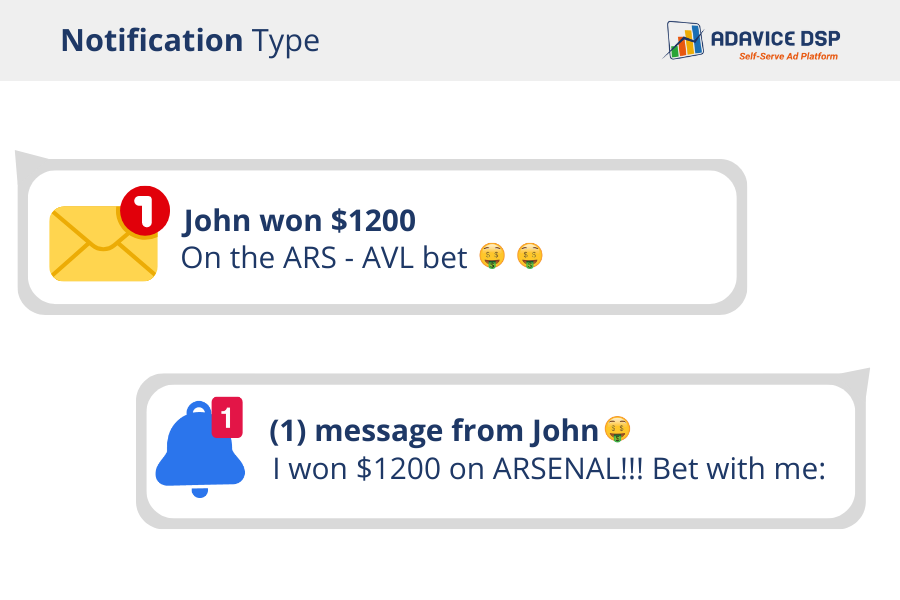 Notification Type
ADAVICE DSP
Self-Serve Ad Platform
1
John won $1200
On the ARS - AVL bet 🤑 🤑
1
(1) message from John🤑
I won $1200 on ARSENAL!!! Bet with me: